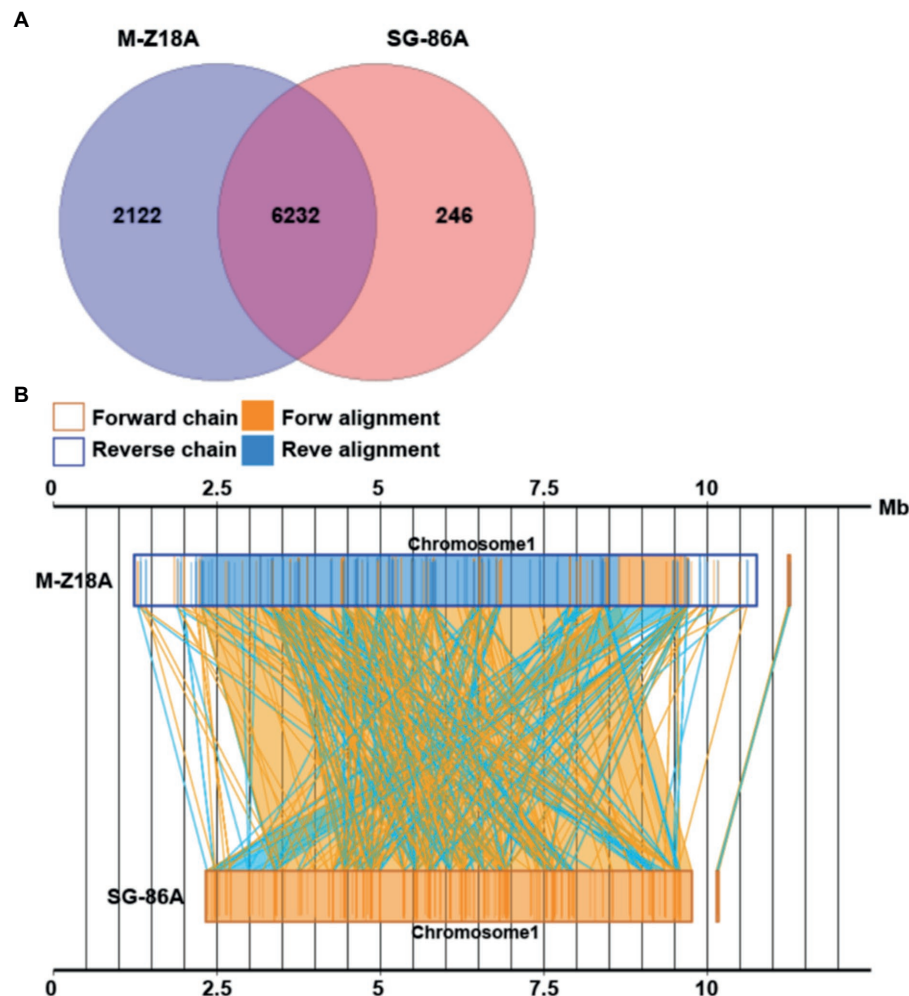 A
M-Z18A SG-86A
2122 6232 246
B
Forward chain Forw alignment
Reverse chain Reve alignment
0 2.5 5 7.5 10
Mb
Chromosome1
M-Z18A
SG-86A
Chromosome1
0 2.5 5 7.5 10